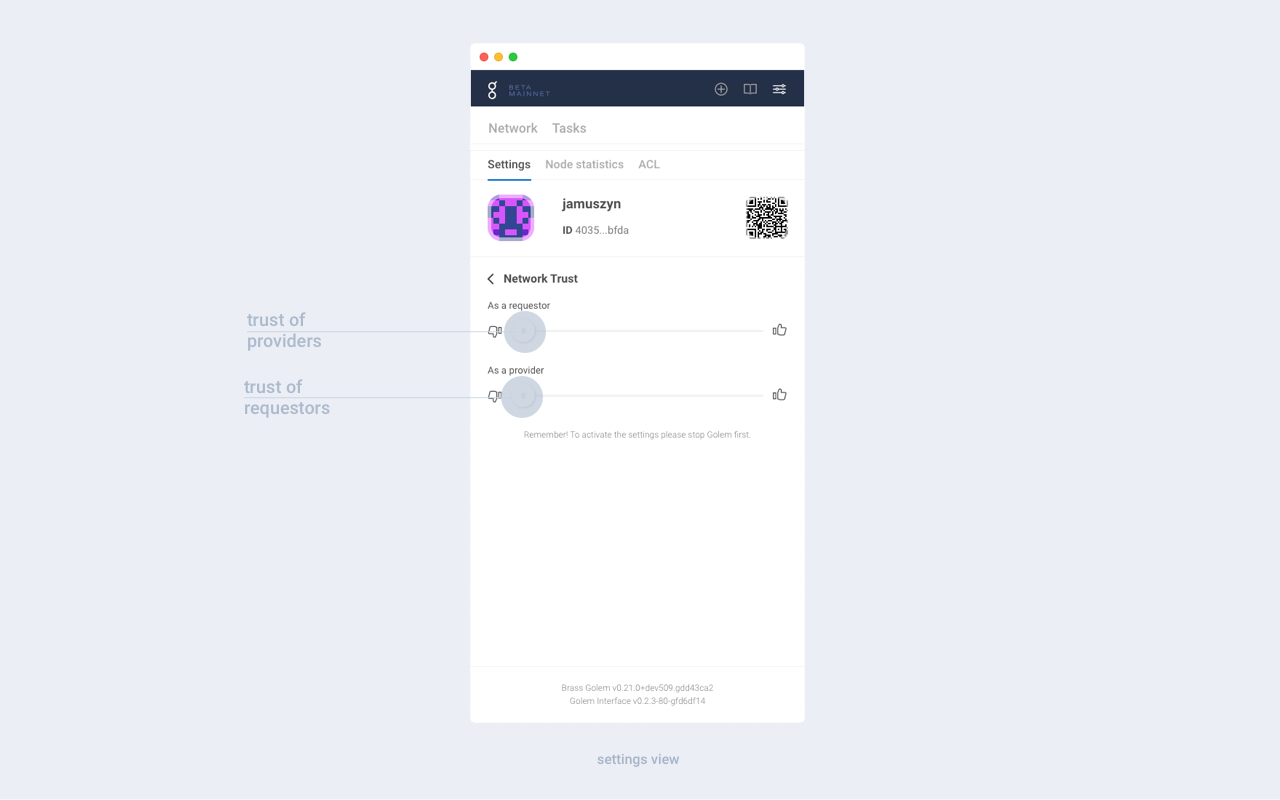 BETA
MAINNET
Network Tasks
Settings Node statistics ACL
jamuszyn
ID 4035...bfda
Network Trust
As a requestor
trust of
providers
As a provider
trust of
requestors
Remember! To activate the settings please stop Golem first.
Brass Golem v0.21.0+dev509.gdd43ca2
Golem Interface v0.2.3-80-gfd6df14
settings view